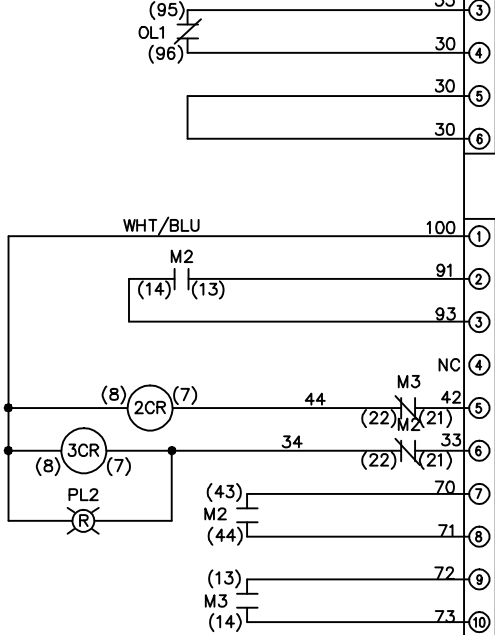 (95) 3
OL1
(96) 30 4
30 5
30 6
WHT/BLU 100 1
M2 91 2
(14) (13)
93 3
NC 4
M3
(8) 2CR (7) 44 42 5
(22) (21)
M2
3CR 34 33 6
(8) (7) (22) (21)
PL2
(43) 70 7
R M2
(44) 71 8
(13) 72 9
M3
(14) 73 10